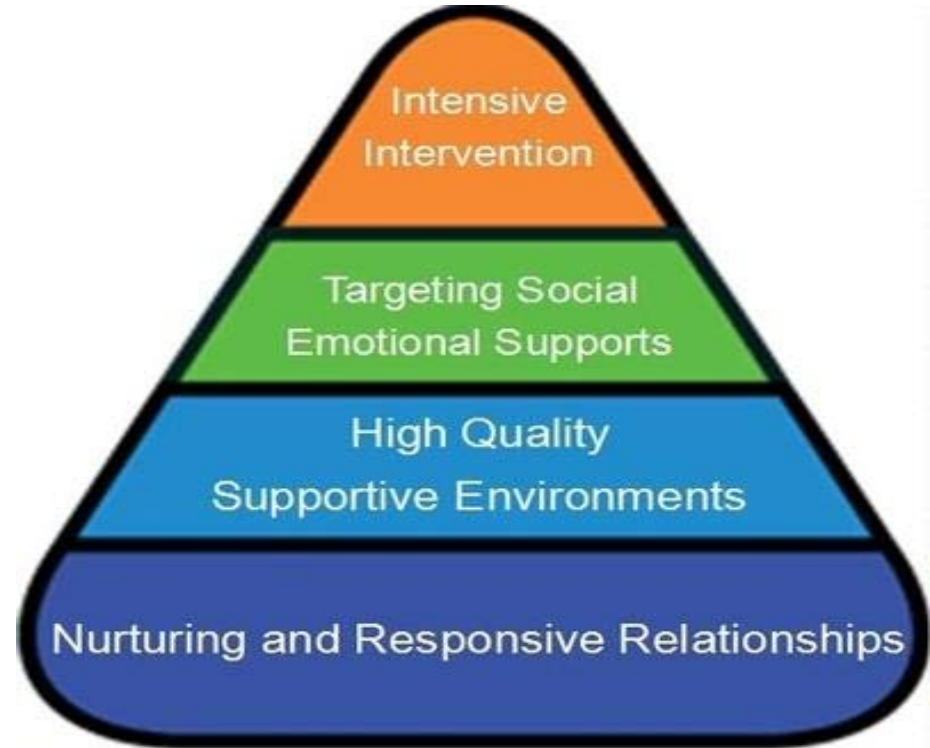 Intensive
Intervention
Targeting Social
Emotional Supports
High Quality
Supportive Environments
Nurturing and Responsive Relationships